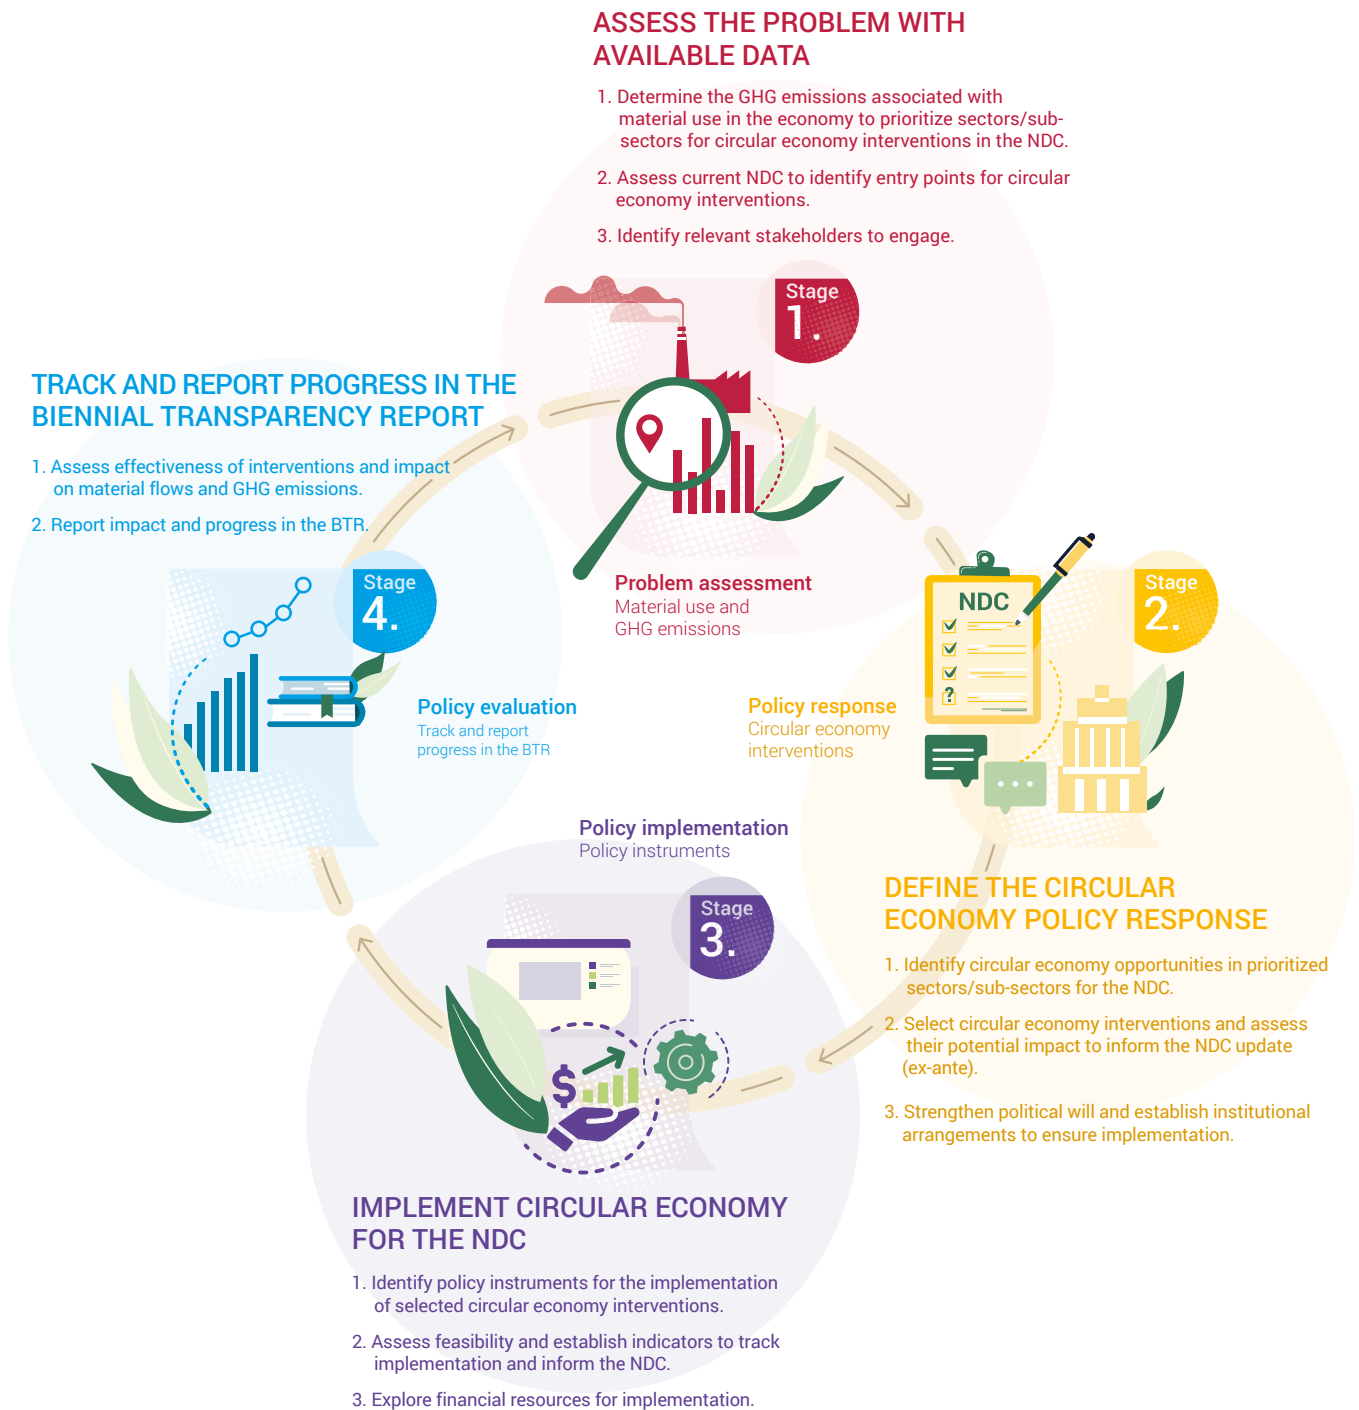 ASSESS THE PROBLEM WITH
AVAILABLE DATA
1. Determine the GHG emissions associated with
material use in the economy to prioritize sectors/sub-
sectors for circular economy interventions in the NDC.
2. Assess current NDC to identify entry points for circular
economy interventions.
3. Identify relevant stakeholders to engage.
Stage
1.
Problem assessment
Material use and
GHG emissions
NDC
?
Stage
2.
Policy response
Circular economy
interventions
DEFINE THE CIRCULAR
ECONOMY POLICY RESPONSE
1. Identify circular economy opportunities in prioritized
sectors/sub-sectors for the NDC.
2. Select circular economy interventions and assess
their potential impact to inform the NDC update
(ex-ante).
3. Strengthen political will and establish institutional
arrangements to ensure implementation.
Policy implementation
Policy instruments
Stage
3.
$
IMPLEMENT CIRCULAR ECONOMY
FOR THE NDC
1. Identify policy instruments for the implementation
of selected circular economy interventions.
2. Assess feasibility and establish indicators to track
implementation and inform the NDC.
3. Explore financial resources for implementation.
TRACK AND REPORT PROGRESS IN THE
BIENNIAL TRANSPARENCY REPORT
1. Assess effectiveness of interventions and impact
on material flows and GHG emissions.
2. Report impact and progress in the BTR.
Stage
4.
Policy evaluation
Track and report
progress in the BTR